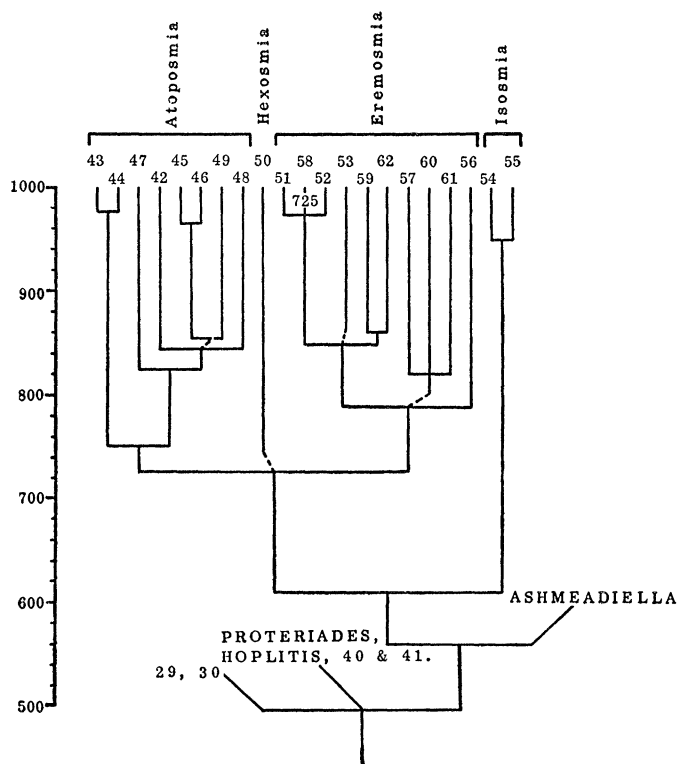 Atoposmia
Hexosmia
Eremosmia
Isosmia
43 47 45 49 50 58 53 62 60 56 55
44 42 46 48 51 52 59 57 61 54
1000
725
900
800
700
600
ASHMEADIELLA
PROTERIADES,
HOPLITIS, 40 & 41.
29, 30
500